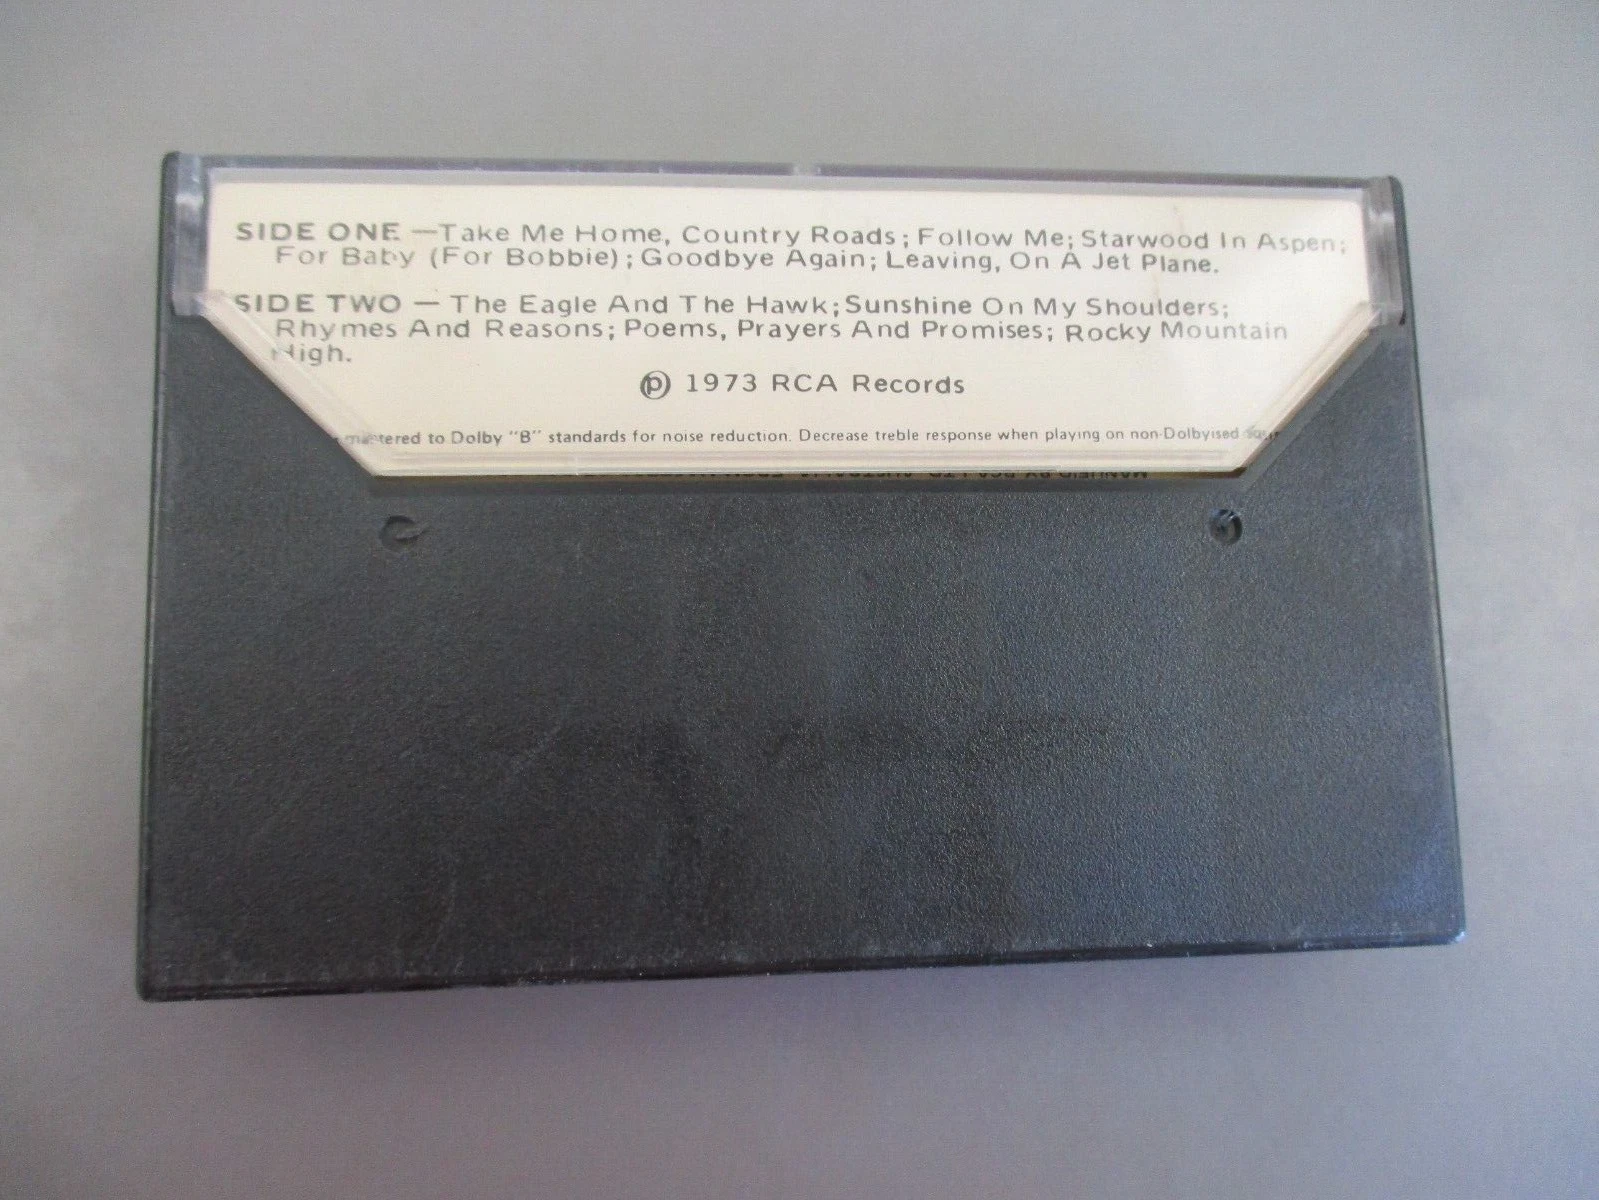 SIDE ONE —Take Me Home, Country Roads; Follow Me; Starwood In Aspen;
For Baby (For Bobbie); Goodbye Again; Leaving, On A Jet Plane.
SIDE TWO — The Eagle And The Hawk; Sunshine On My Shoulders;
Rhymes And Reasons; Poems, Prayers And Promises; Rocky Mountain
High.
℗ 1973 RCA Records
mastered to Dolby "B" standards for noise reduction. Decrease treble response when playing on non-Dolbyised